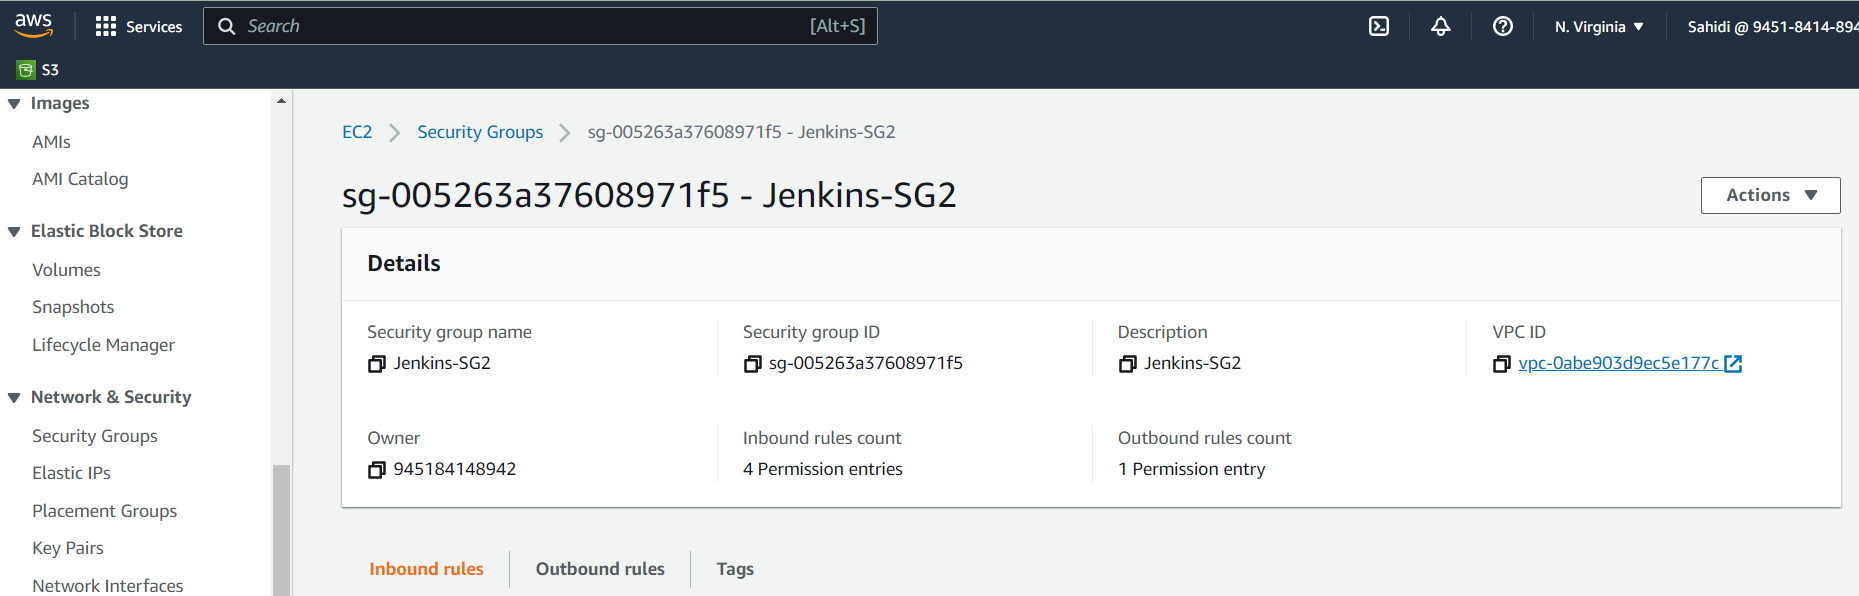 aws
Services
Search [Alt+S]
N. Virginia
Sahidi @ 9451-8414-894
S3
Images
AMIs
AMI Catalog
Elastic Block Store
Volumes
Snapshots
Lifecycle Manager
Network & Security
Security Groups
Elastic IPs
Placement Groups
Key Pairs
Network Interfaces
EC2 > Security Groups > sg-005263a37608971f5 - Jenkins-SG2
sg-005263a37608971f5 - Jenkins-SG2
Actions
Details
Security group name
Jenkins-SG2
Security group ID
sg-005263a37608971f5
Description
Jenkins-SG2
VPC ID
vpc-0abe903d9ec5e177c
Owner
945184148942
Inbound rules count
4 Permission entries
Outbound rules count
1 Permission entry
Inbound rules
Outbound rules
Tags